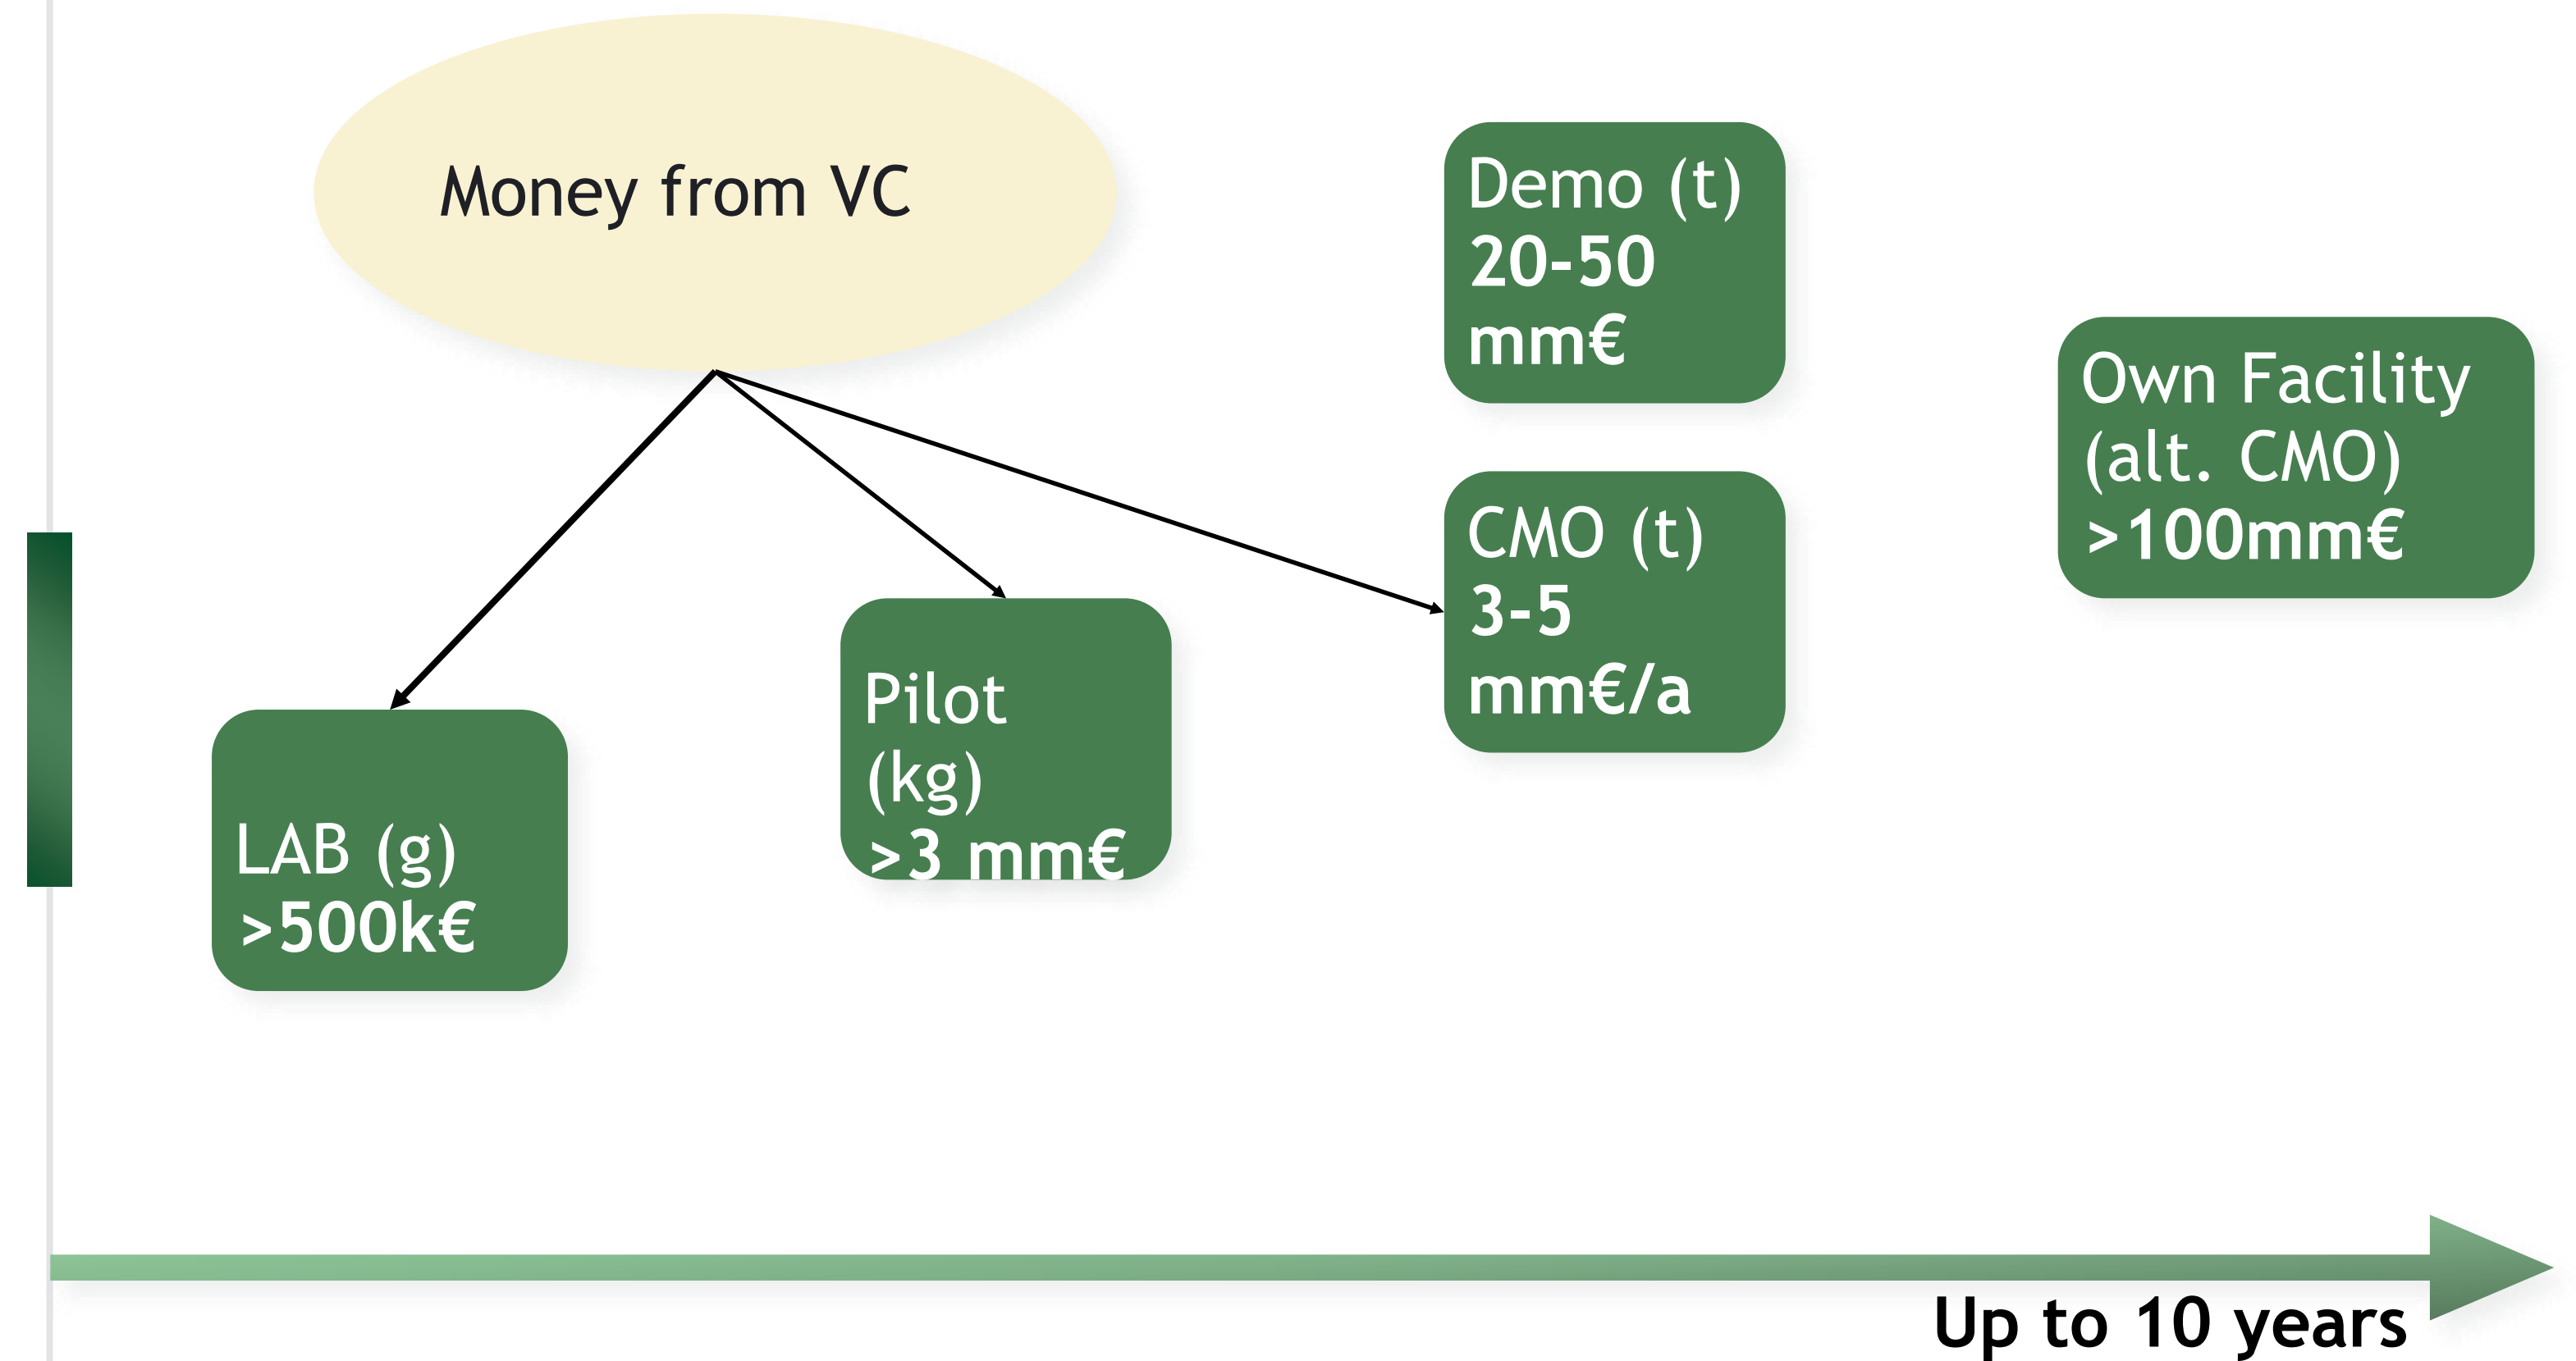 Money from VC
Demo (t)
20-50
mm€
Own Facility
(alt. CMO)
>100mm€
CMO (t)
3-5
mm€/a
Pilot
(kg)
>3 mm€
LAB (g)
>500k€
Up to 10 years